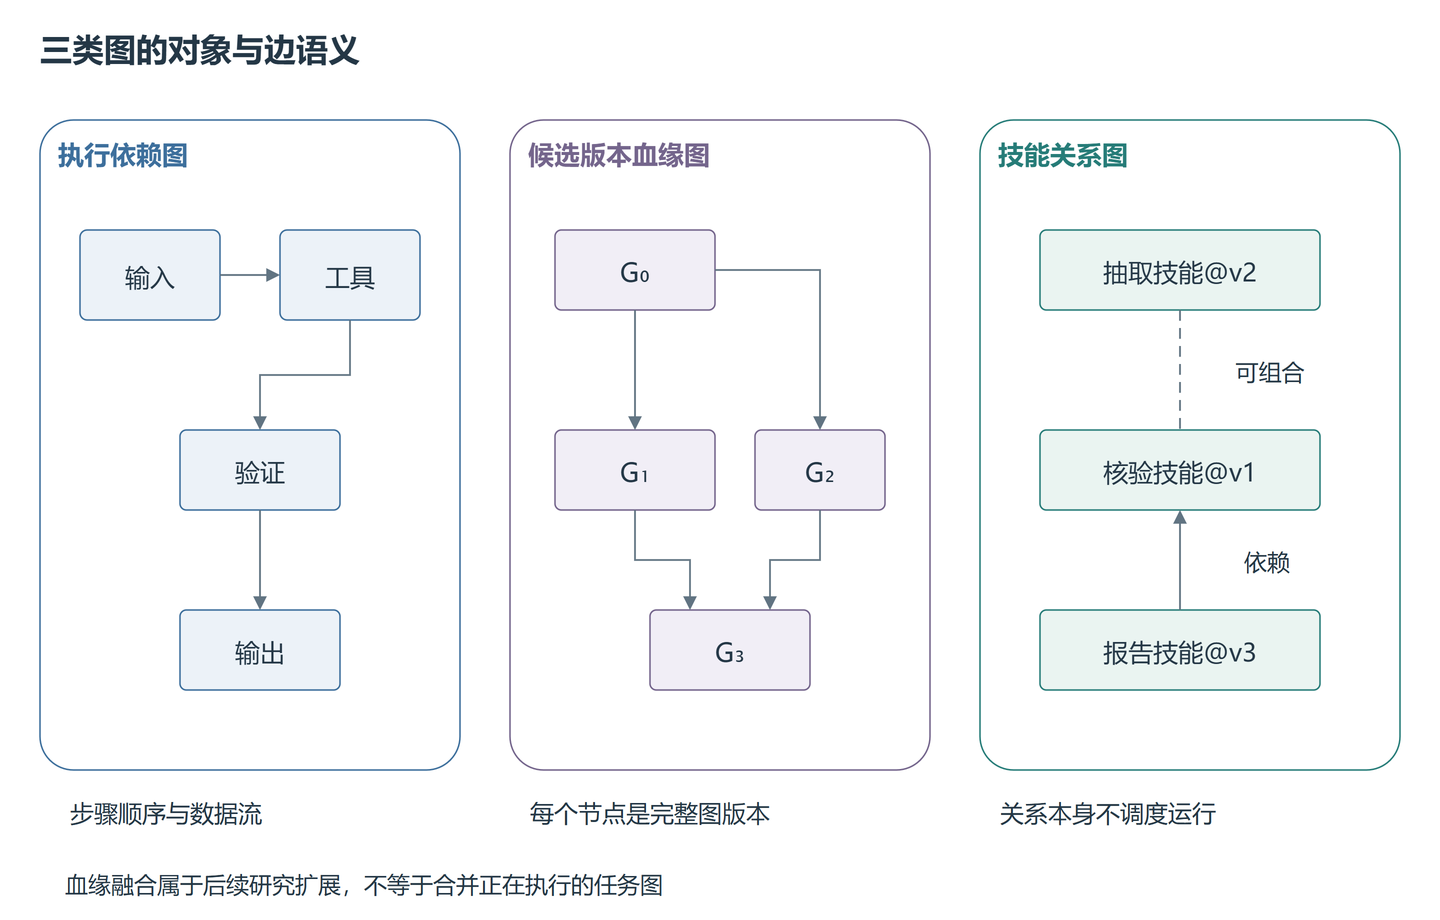 三类图的对象与边语义
执行依赖图
输入
工具
验证
输出
步骤顺序与数据流
候选版本血缘图
G₀
G₁
G₂
G₃
每个节点是完整图版本
技能关系图
抽取技能@v2
可组合
核验技能@v1
依赖
报告技能@v3
关系本身不调度运行
血缘融合属于后续研究扩展，不等于合并正在执行的任务图